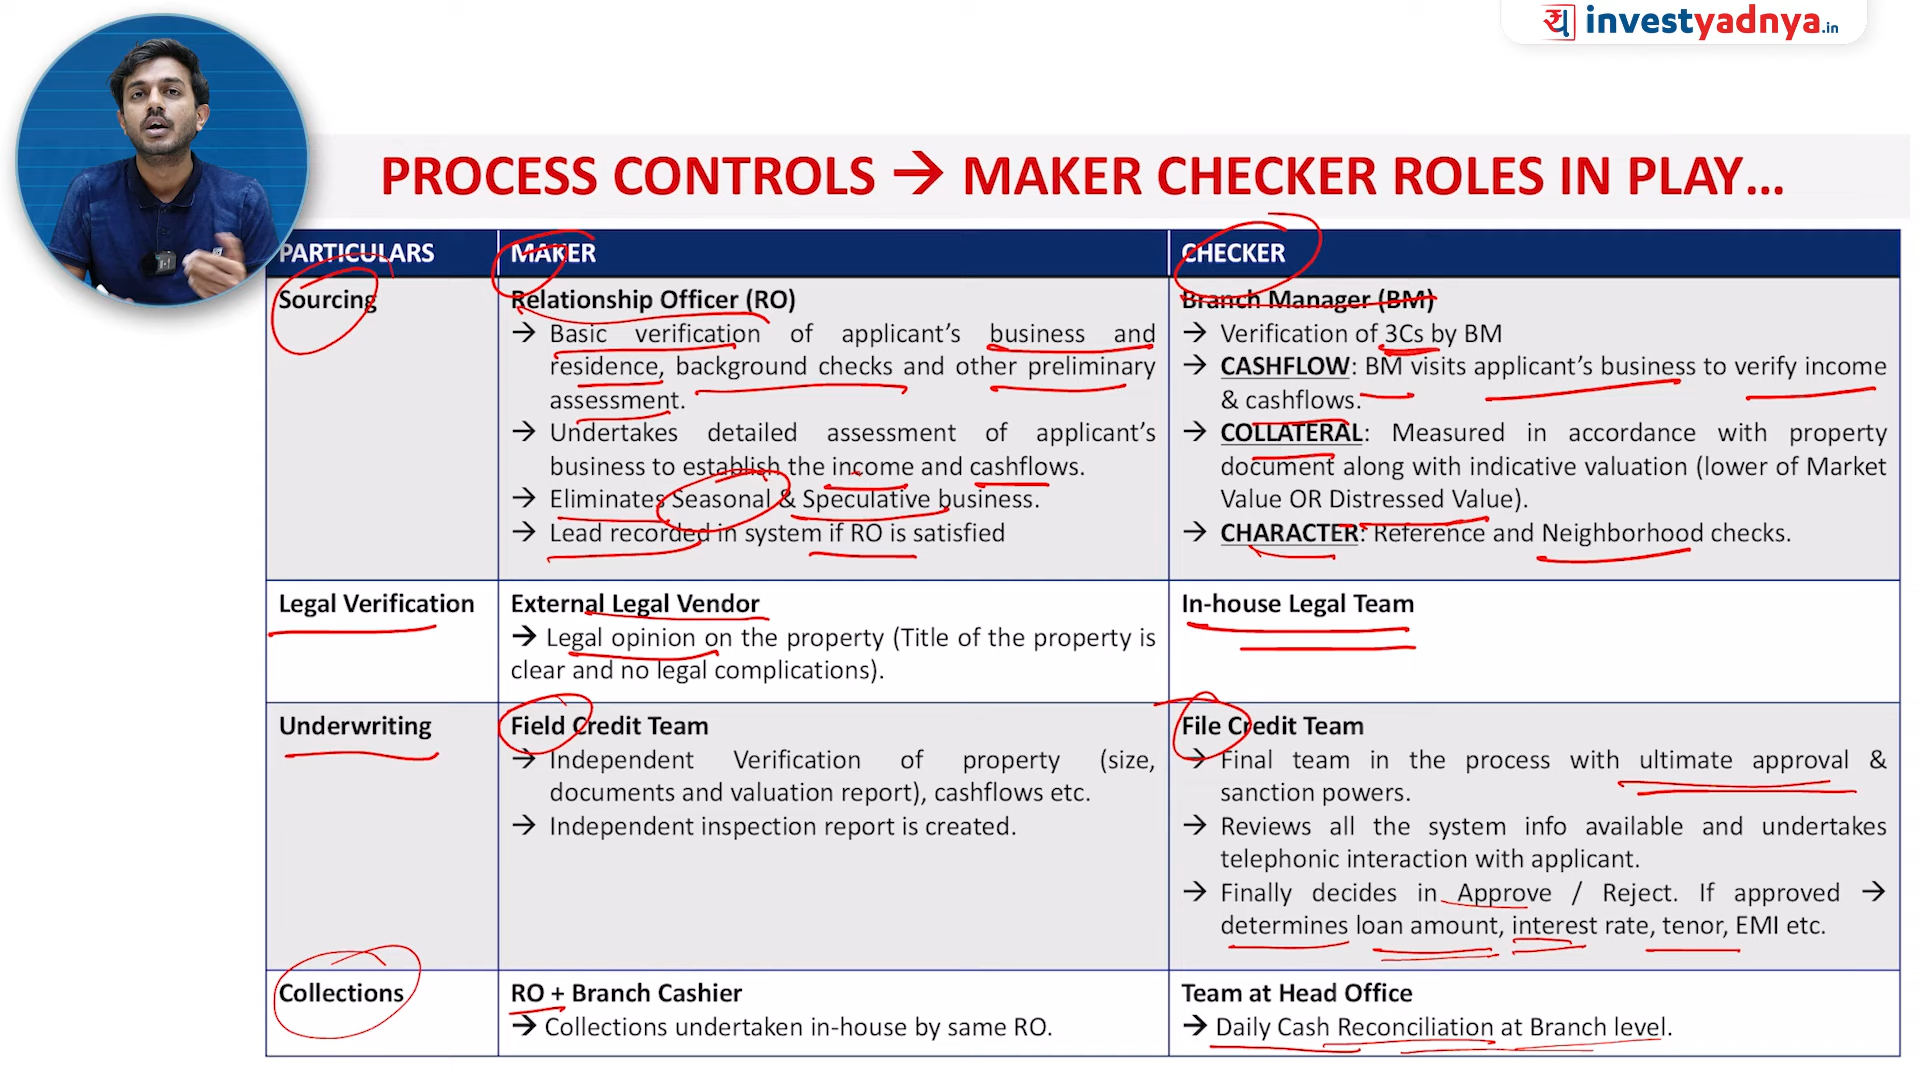 investyadnya.in
PROCESS CONTROLS → MAKER CHECKER ROLES IN PLAY...
PARTICULARS
MAKER
CHECKER
Sourcing
Relationship Officer (RO)
→ Basic verification of applicant's business and
residence, background checks and other preliminary
assessment.
→ Undertakes detailed assessment of applicant's
business to establish the income and cashflows.
→ Eliminates Seasonal & Speculative business.
→ Lead recorded in system if RO is satisfied
Branch Manager (BM)
→ Verification of 3Cs by BM
→ CASHFLOW: BM visits applicant's business to verify income
& cashflows.
→ COLLATERAL: Measured in accordance with property
document along with indicative valuation (lower of Market
Value OR Distressed Value).
→ CHARACTER: Reference and Neighborhood checks.
Legal Verification
External Legal Vendor
→ Legal opinion on the property (Title of the property is
clear and no legal complications).
In-house Legal Team
Underwriting
Field Credit Team
→ Independent Verification of property (size,
documents and valuation report), cashflows etc.
→ Independent inspection report is created.
File Credit Team
→ Final team in the process with ultimate approval &
sanction powers.
→ Reviews all the system info available and undertakes
telephonic interaction with applicant.
→ Finally decides in Approve / Reject. If approved →
determines loan amount, interest rate, tenor, EMI etc.
Collections
RO + Branch Cashier
→ Collections undertaken in-house by same RO.
Team at Head Office
→ Daily Cash Reconciliation at Branch level.